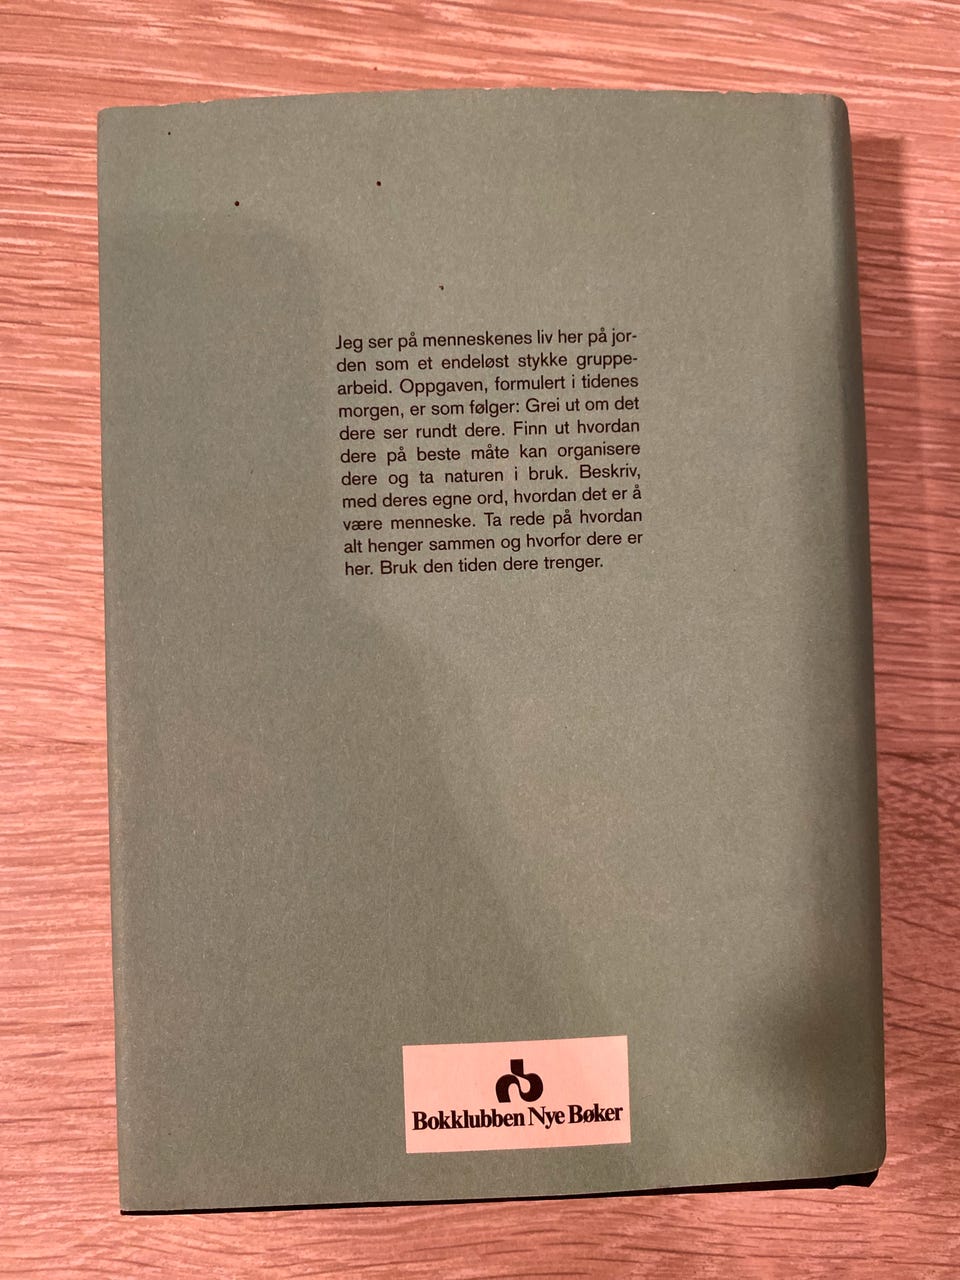 Jeg ser på menneskenes liv her på jor-
den som et endeløst stykke gruppe-
arbeid. Oppgaven, formulert i tidenes
morgen, er som følger: Grei ut om det
dere ser rundt dere. Finn ut hvordan
dere på beste måte kan organisere
dere og ta naturen i bruk. Beskriv,
med deres egne ord, hvordan det er å
være menneske. Ta rede på hvordan
alt henger sammen og hvorfor dere er
her. Bruk den tiden dere trenger.
Bokklubben Nye Bøker